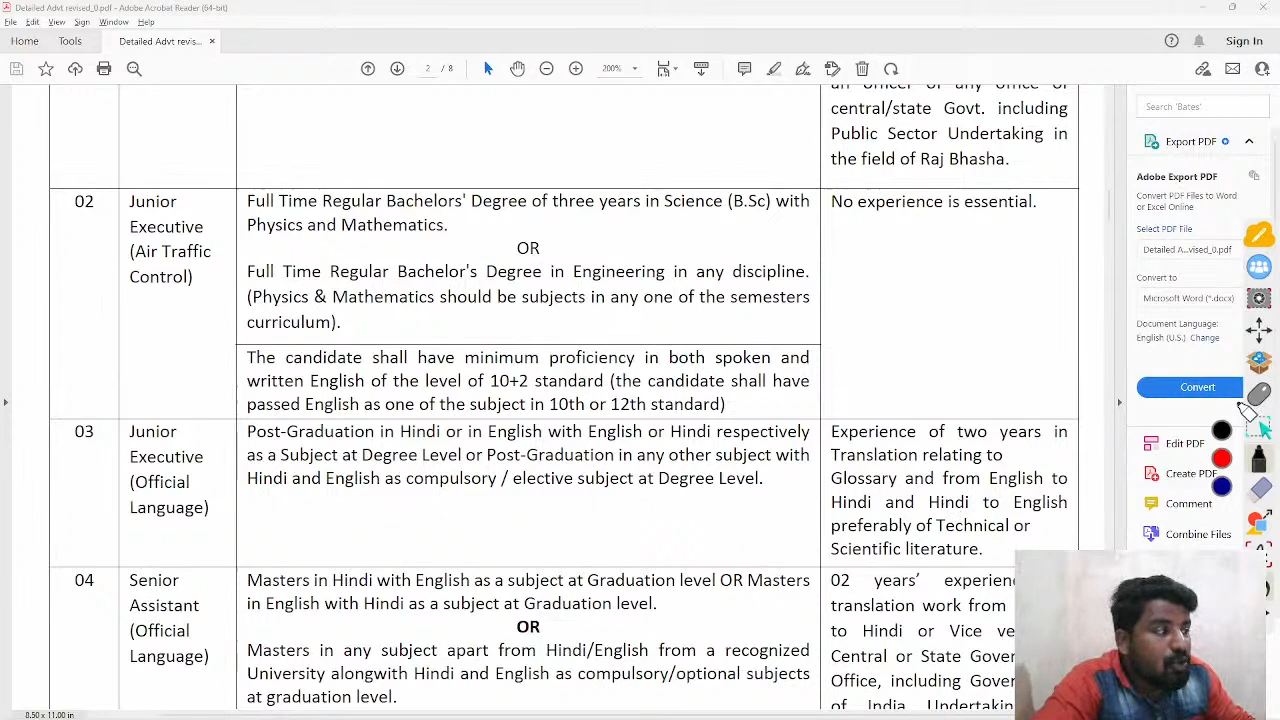 Detailed Advt revised_0.pdf - Adobe Acrobat Reader (64-bit)
File Edit View Sign Window Help
Home Tools Detailed Advt revis... × Sign In
2 / 8 200%
an officer of any office of
central/state Govt. including
Public Sector Undertaking in
the field of Raj Bhasha.
02
Junior
Executive
(Air Traffic
Control)
Full Time Regular Bachelors' Degree of three years in Science (B.Sc) with
Physics and Mathematics.
OR
Full Time Regular Bachelor's Degree in Engineering in any discipline.
(Physics & Mathematics should be subjects in any one of the semesters
curriculum).
The candidate shall have minimum proficiency in both spoken and
written English of the level of 10+2 standard (the candidate shall have
passed English as one of the subject in 10th or 12th standard)
No experience is essential.
03
Junior
Executive
(Official
Language)
Post-Graduation in Hindi or in English with English or Hindi respectively
as a Subject at Degree Level or Post-Graduation in any other subject with
Hindi and English as compulsory / elective subject at Degree Level.
Experience of two years in
Translation relating to
Glossary and from English to
Hindi and Hindi to English
preferably of Technical or
Scientific literature.
04
Senior
Assistant
(Official
Language)
Masters in Hindi with English as a subject at Graduation level OR Masters
in English with Hindi as a subject at Graduation level.
OR
Masters in any subject apart from Hindi/English from a recognized
University alongwith Hindi and English as compulsory/optional subjects
at graduation level.
02 years'
translation work from
to Hindi or Vice
Central or State
Office, including
of India
8.50 x 11.00 in
Search 'Bates'
Export PDF
Adobe Export PDF
Convert PDF Files to Word
or Excel Online
Select PDF File
Detailed A...vised_0.pdf
Convert to
Microsoft Word (*.docx)
Document Language:
English (U.S.) Change
Convert
Edit PDF
Create PDF
Comment
Combine Files